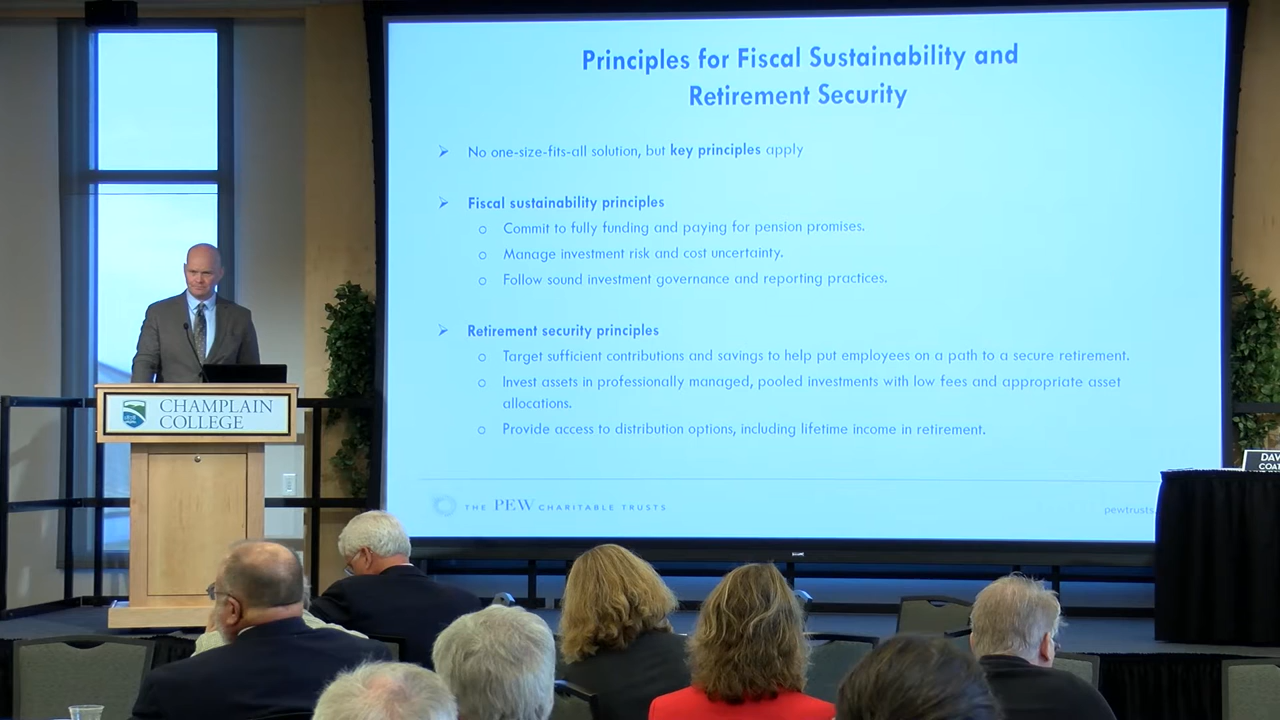 Principles for Fiscal Sustainability and
Retirement Security
➢ No one-size-fits-all solution, but key principles apply
➢ Fiscal sustainability principles
o Commit to fully funding and paying for pension promises.
o Manage investment risk and cost uncertainty.
o Follow sound investment governance and reporting practices.
➢ Retirement security principles
o Target sufficient contributions and savings to help put employees on a path to a secure retirement.
o Invest assets in professionally managed, pooled investments with low fees and appropriate asset
allocations.
o Provide access to distribution options, including lifetime income in retirement.
THE PEW CHARITABLE TRUSTS
pewtrusts.
CHAMPLAIN
COLLEGE
DAV
COAT